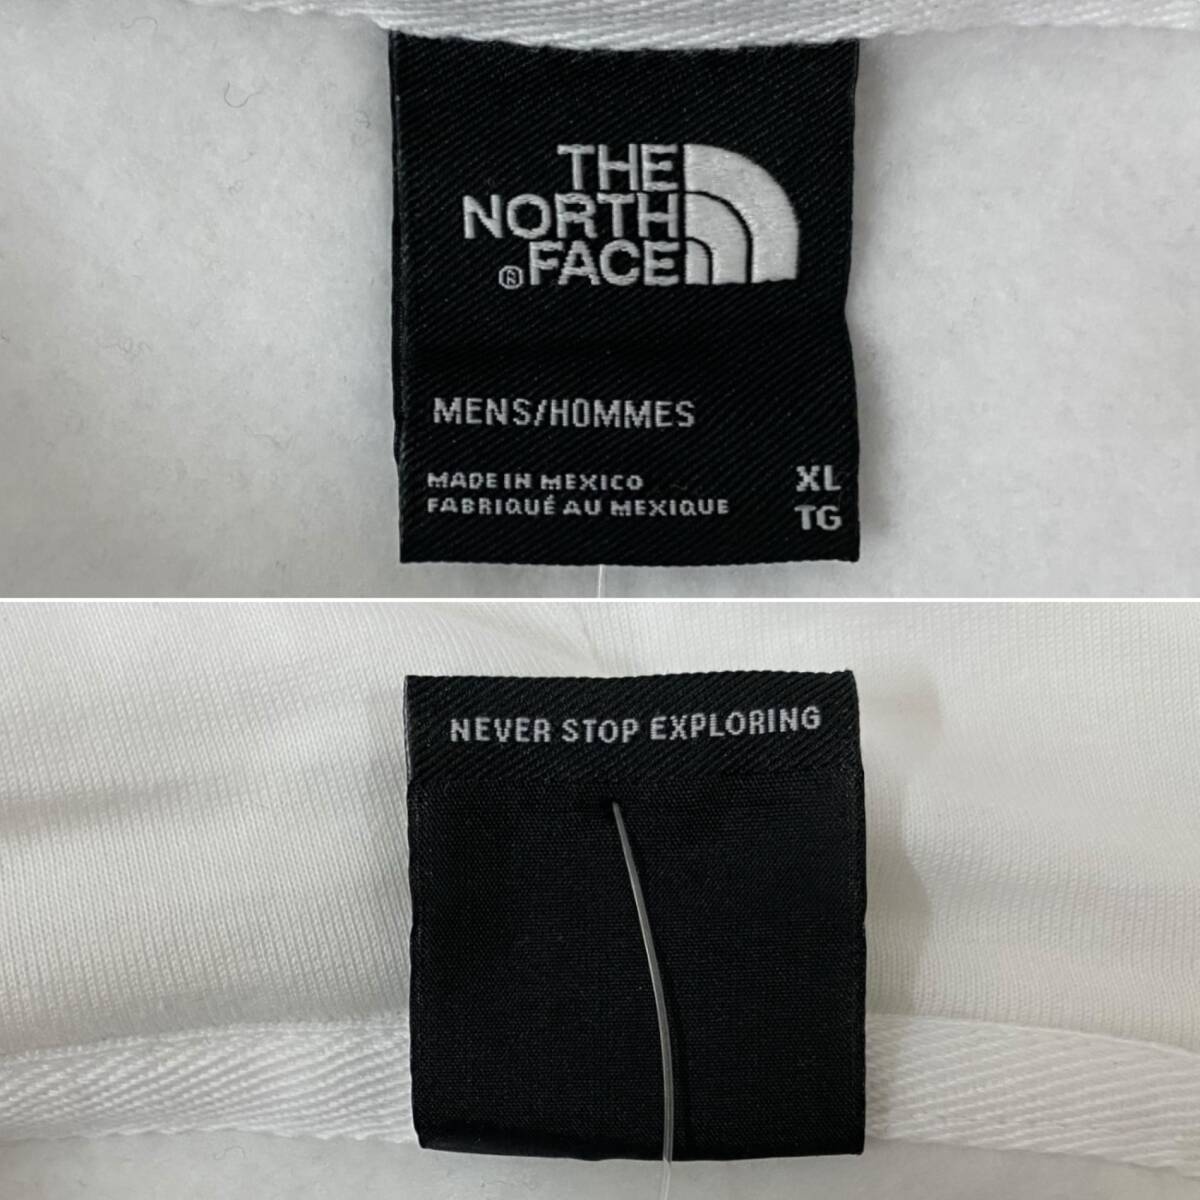 THE
NORTH
®FACE
MENS/HOMMES
MADE IN MEXICO
FABRIQUÉ AU MEXIQUE
XL
TG
NEVER STOP EXPLORING